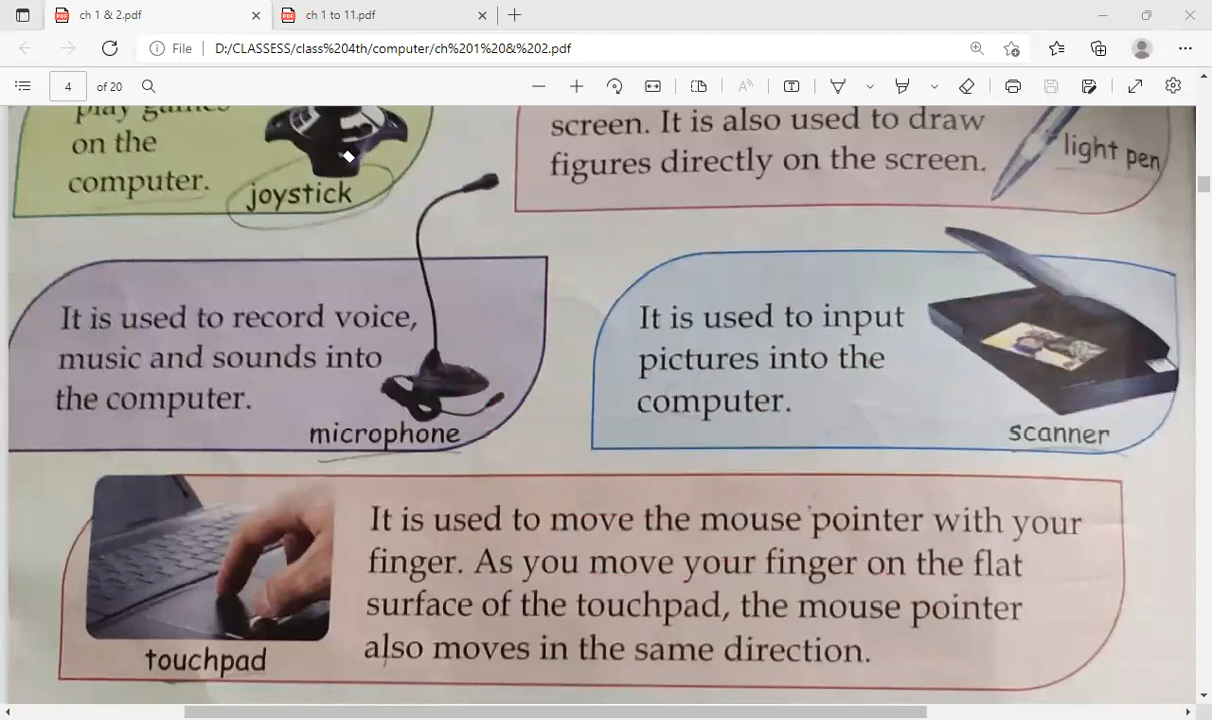 ch 1 & 2.pdf
ch 1 to 11.pdf
File
D:/CLASSESS/class%204th/computer/ch%201%20&%202.pdf
4 of 20
play games
on the
computer.
joystick
screen. It is also used to draw
figures directly on the screen.
light pen
It is used to record voice,
music and sounds into
the computer.
microphone
It is used to input
pictures into the
computer.
scanner
It is used to move the mouse pointer with your
finger. As you move your finger on the flat
surface of the touchpad, the mouse pointer
also moves in the same direction.
touchpad